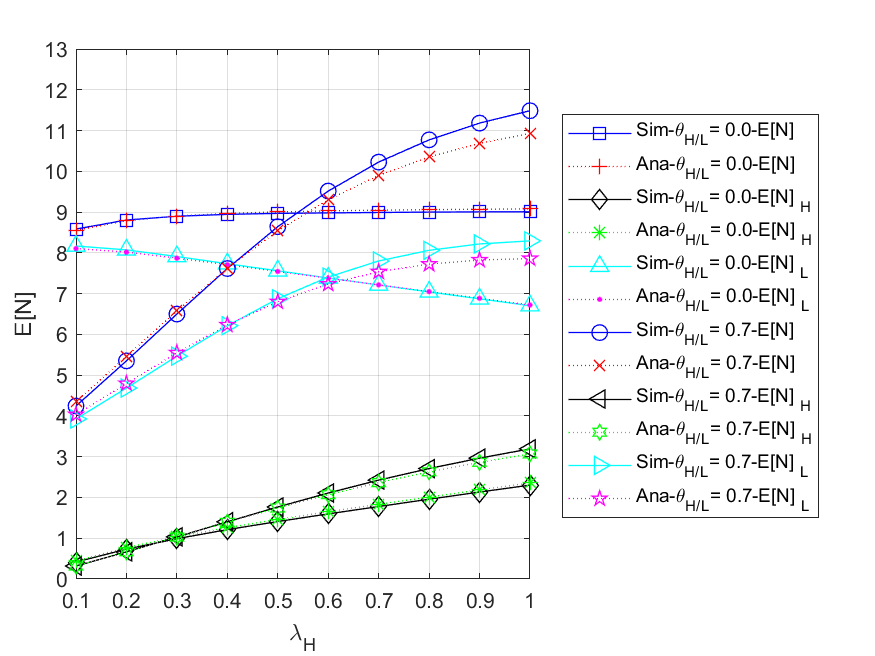 13
12
11
10
9
8
7
6
5
4
3
2
1
0
E[N]
0.1 0.2 0.3 0.4 0.5 0.6 0.7 0.8 0.9 1
λH
Sim-θH/L= 0.0-E[N]
Ana-θH/L= 0.0-E[N]
Sim-θH/L= 0.0-E[N] H
Ana-θH/L= 0.0-E[N] H
Sim-θH/L= 0.0-E[N] L
Ana-θH/L= 0.0-E[N] L
Sim-θH/L= 0.7-E[N]
Ana-θH/L= 0.7-E[N]
Sim-θH/L= 0.7-E[N] H
Ana-θH/L= 0.7-E[N] H
Sim-θH/L= 0.7-E[N] L
Ana-θH/L= 0.7-E[N] L